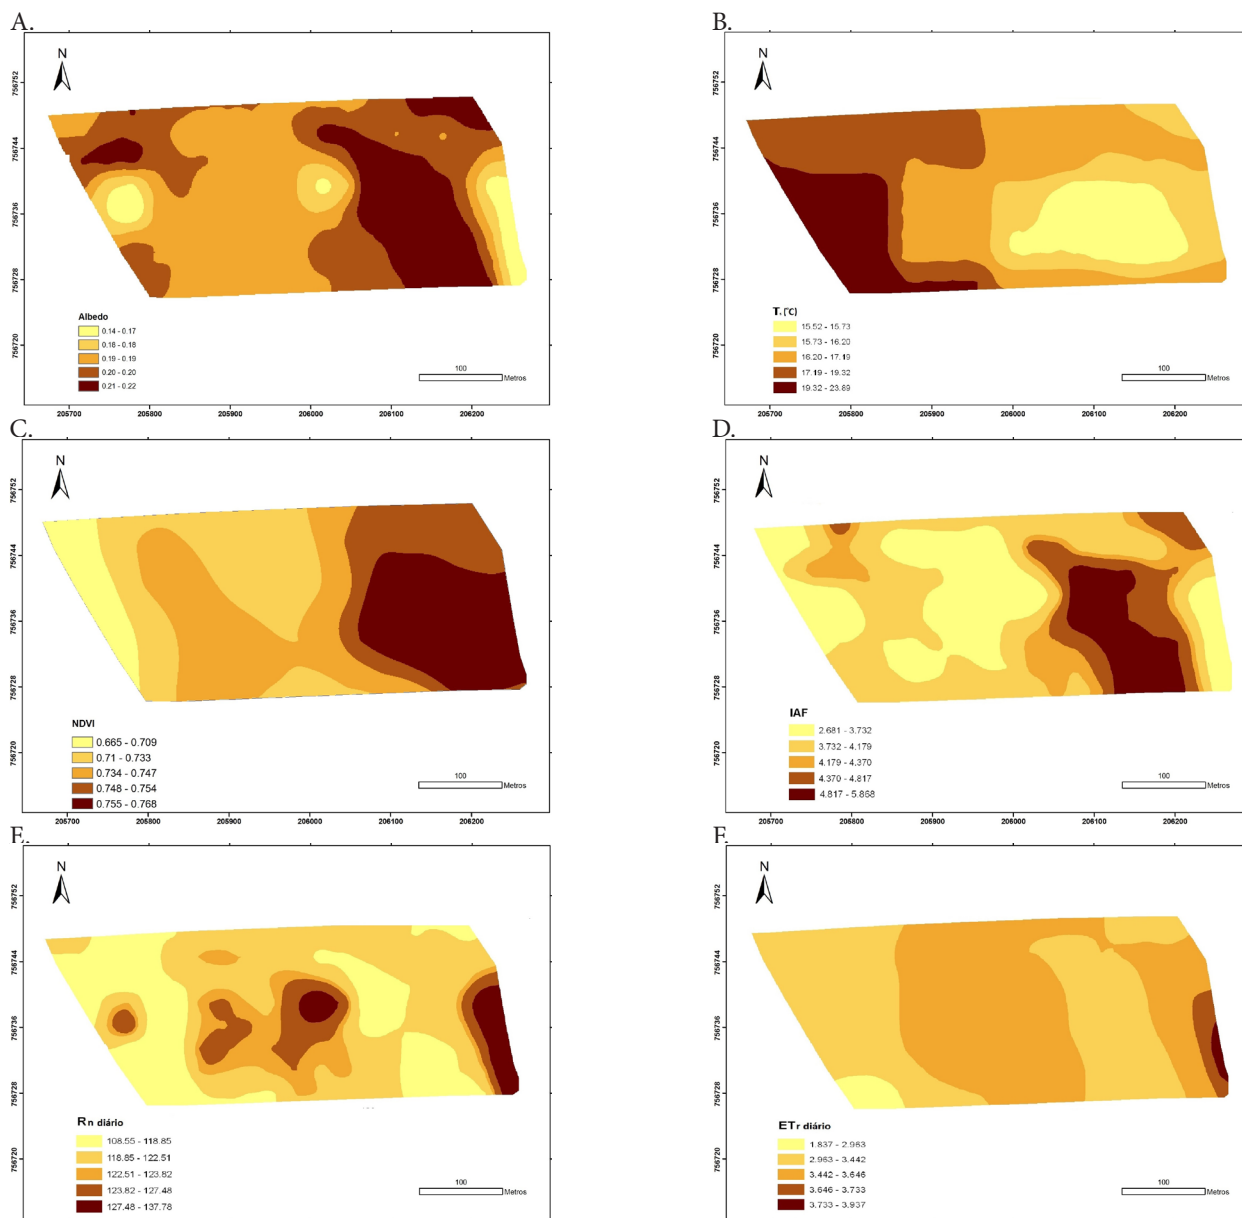 A.
N
756752
756744
756736
756728
756720
Albedo
0.14 - 0.17
0.18 - 0.18
0.19 - 0.19
0.20 - 0.20
0.21 - 0.22
100
Metros
205700
205800
205900
206000
206100
206200
B.
N
756752
756744
756736
756728
756720
15.52 - 15.73
15.73 - 16.20
16.20 - 17.19
17.19 - 19.32
19.32 - 23.89
100
Metros
205700
205800
205900
206000
206100
206200
C.
N
756752
756744
756736
756728
756720
NDVI
0.665 - 0.709
0.71 - 0.733
0.734 - 0.747
0.748 - 0.754
0.755 - 0.768
100
Metros
205700
205800
205900
206000
206100
206200
D.
N
756752
756744
756736
756728
756720
IAF
2.681 - 3.732
3.732 - 4.179
4.179 - 4.370
4.370 - 4.817
4.817 - 5.868
100
Metros
205700
205800
205900
206000
206100
206200
E.
N
756752
756744
756736
756728
756720
Rn diário
108.55 - 118.85
118.85 - 122.51
122.51 - 123.82
123.82 - 127.48
127.48 - 137.78
100
Metros
F.
N
756752
756744
756736
756728
756720
ETr diário
1.837 - 2.963
2.963 - 3.442
3.442 - 3.646
3.646 - 3.733
3.733 - 3.937
100
Metros